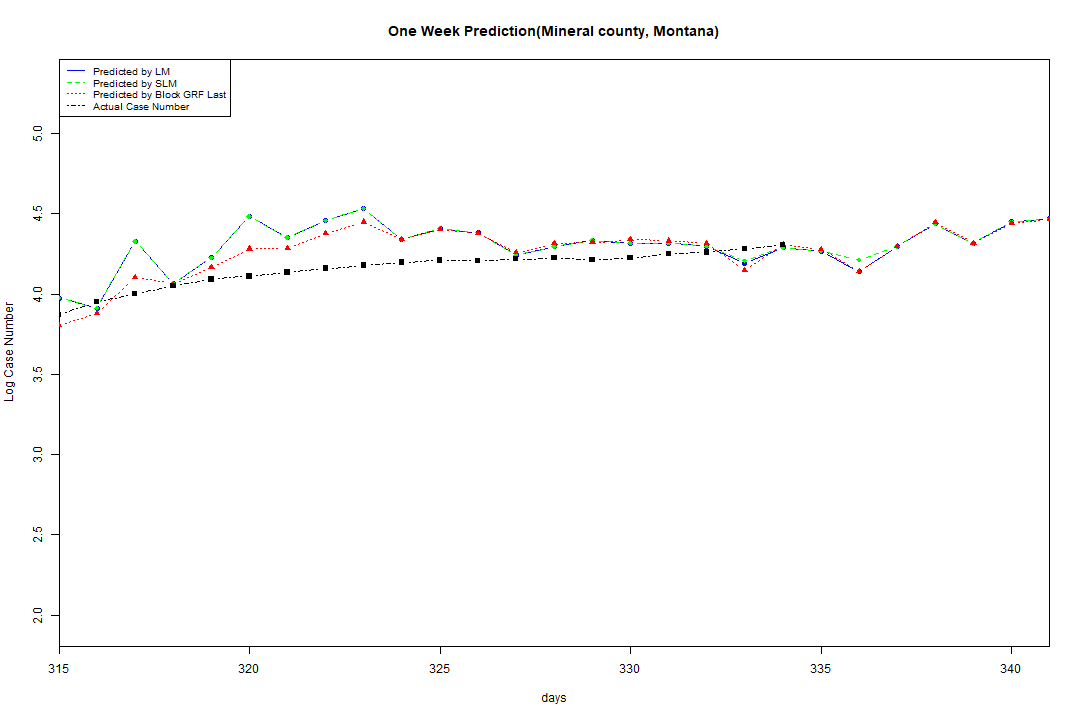 One Week Prediction(Mineral county, Montana)
Predicted by LM
Predicted by SLM
Predicted by Block GRF Last
Actual Case Number
5.0
4.5
4.0
3.5
3.0
2.5
2.0
Log Case Number
315 320 325 330 335 340
days